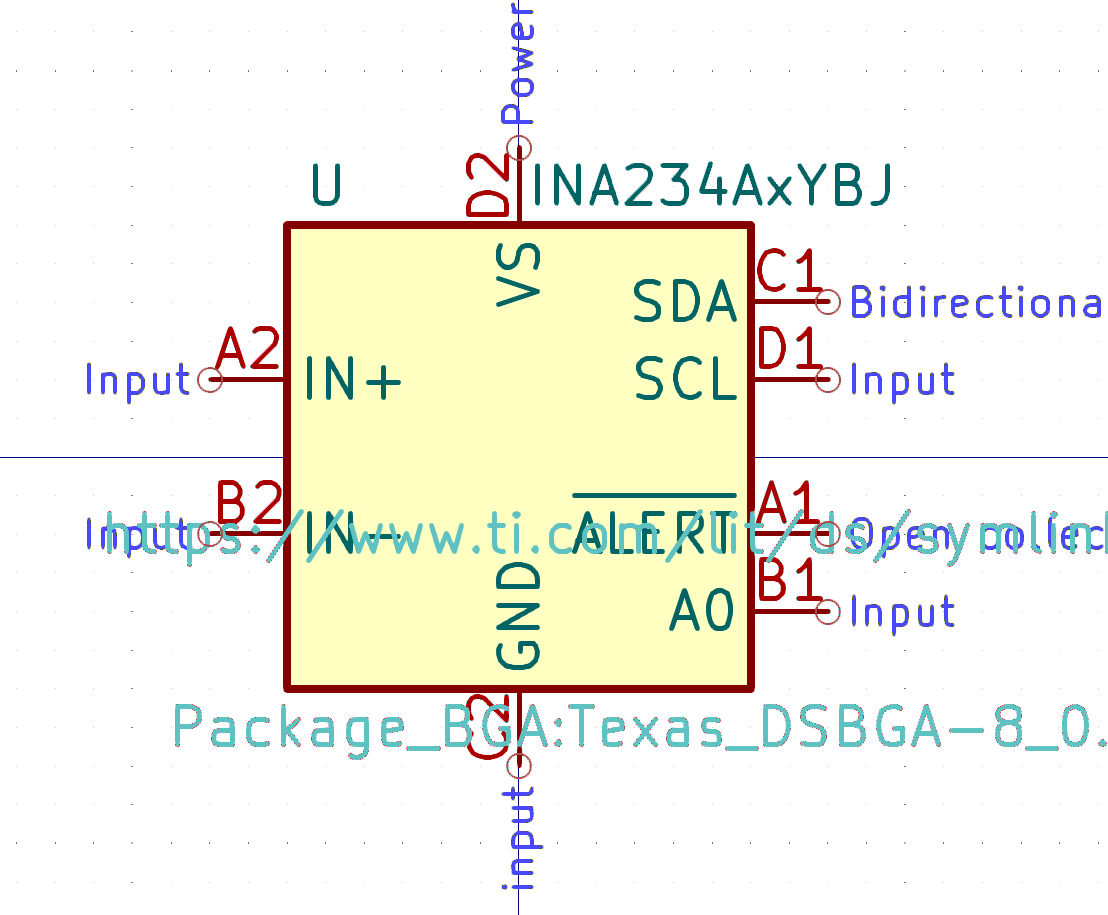 Power
D2
U
INA234AxYBJ
VS
C1
SDA
Bidirectiona
A2
D1
Input
IN+
SCL
Input
B2
A1
Input
IN-
ALERT
Open collec
https://www.ti.com/lit/ds/symlin
B1
A0
Input
GND
C2
Package_BGA:Texas_DSBGA-8_0.
input